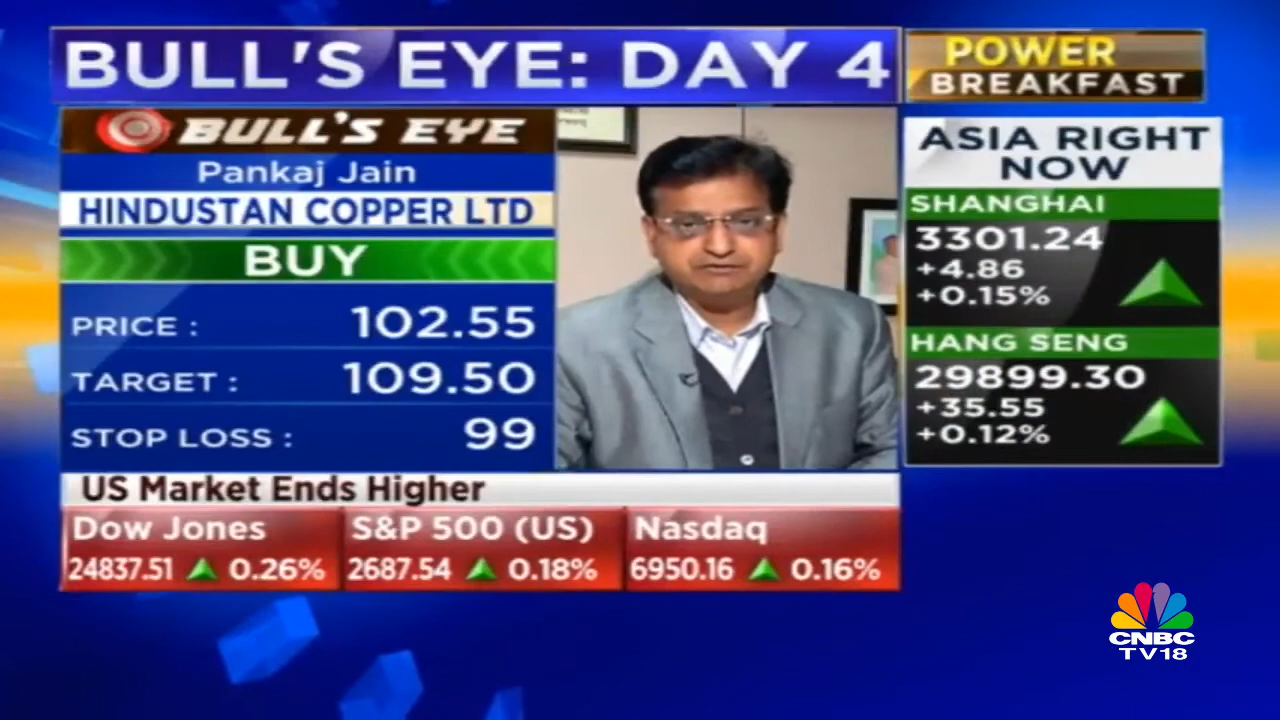 BULL'S EYE: DAY 4
POWER
BREAKFAST
BULL'S EYE
Pankaj Jain
HINDUSTAN COPPER LTD
BUY
PRICE : 102.55
TARGET : 109.50
STOP LOSS : 99
ASIA RIGHT
NOW
SHANGHAI
3301.24
+4.86
+0.15%
HANG SENG
29899.30
+35.55
+0.12%
US Market Ends Higher
Dow Jones
24837.51 0.26%
S&P 500 (US)
2687.54 0.18%
Nasdaq
6950.16 0.16%
CNBC
TV18